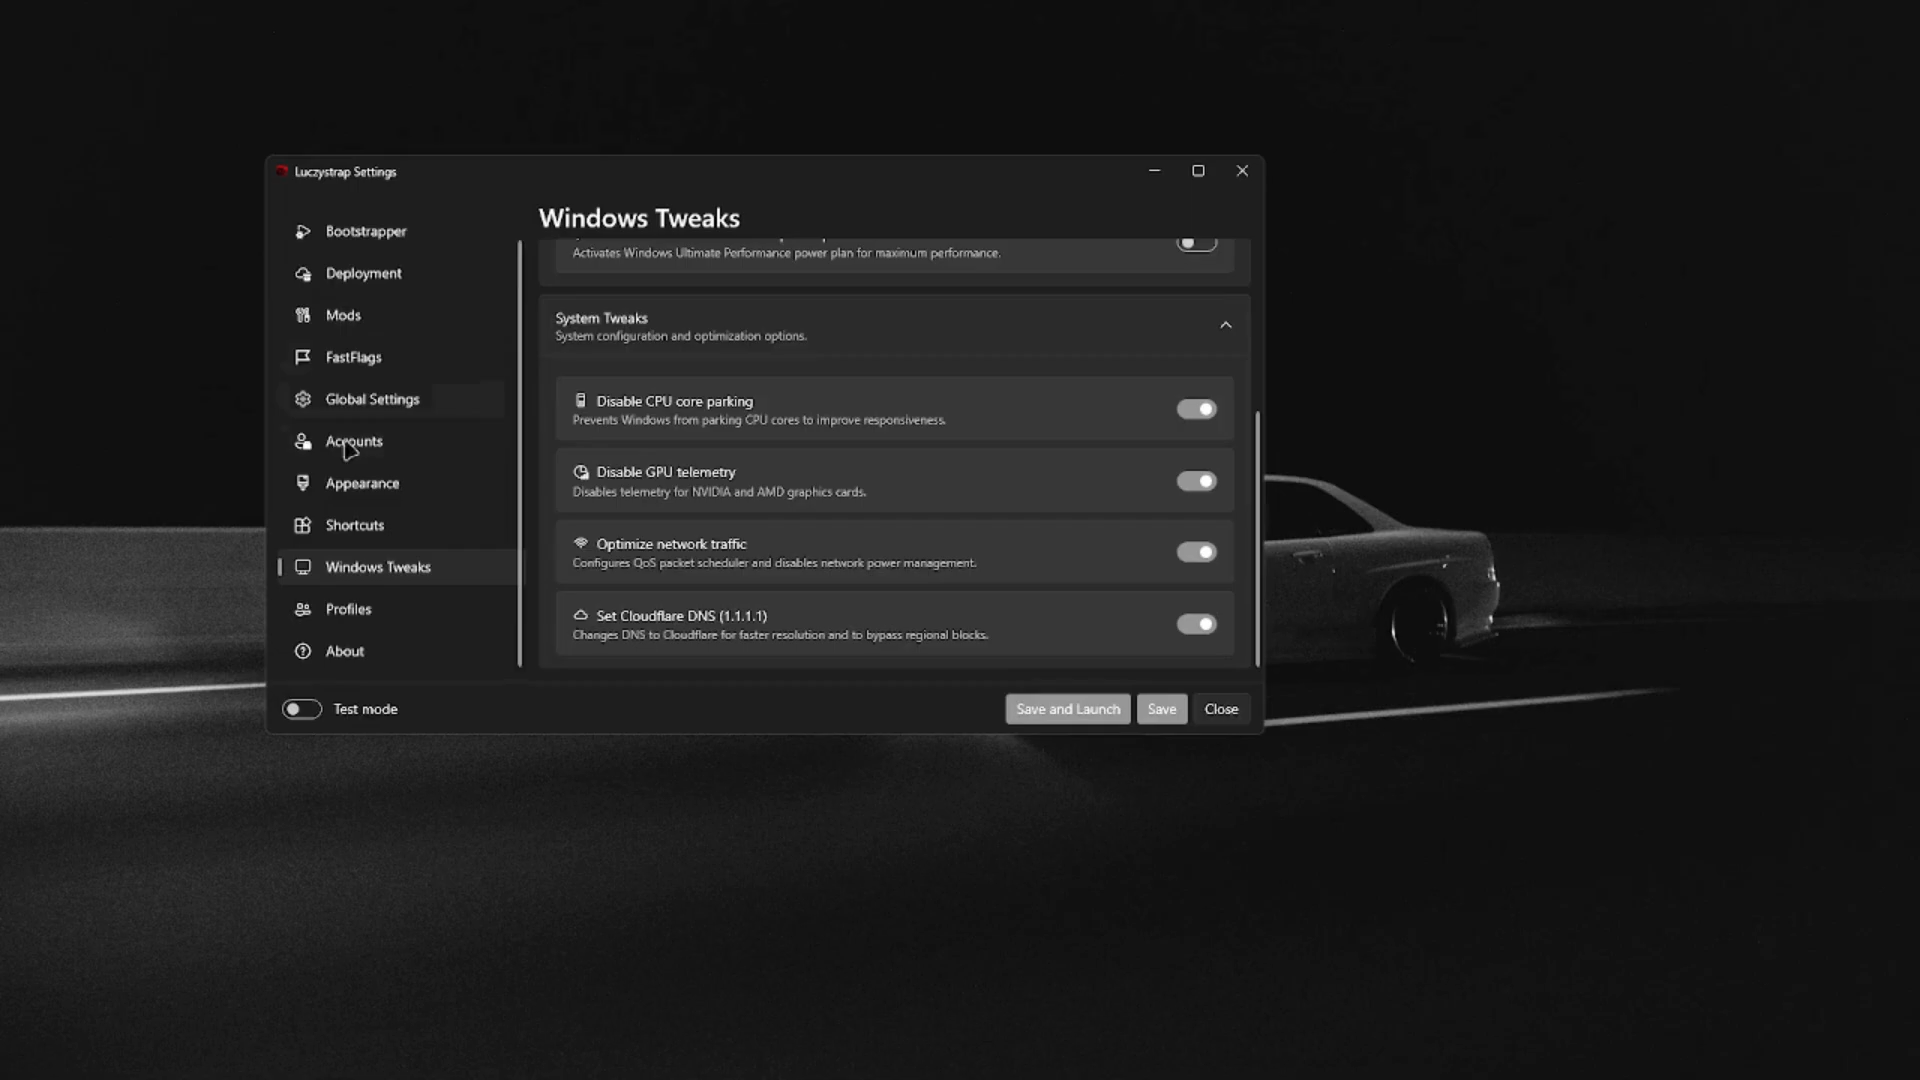 Luczystrap Settings
Bootstrapper
Deployment
Mods
FastFlags
Global Settings
Accounts
Appearance
Shortcuts
Windows Tweaks
Profiles
About
Windows Tweaks
Activates Windows Ultimate Performance power plan for maximum performance.
System Tweaks
System configuration and optimization options.
Disable CPU core parking
Prevents Windows from parking CPU cores to improve responsiveness.
Disable GPU telemetry
Disables telemetry for NVIDIA and AMD graphics cards.
Optimize network traffic
Configures QoS packet scheduler and disables network power management.
Set Cloudflare DNS (1.1.1.1)
Changes DNS to Cloudflare for faster resolution and to bypass regional blocks.
Test mode
Save and Launch
Save
Close